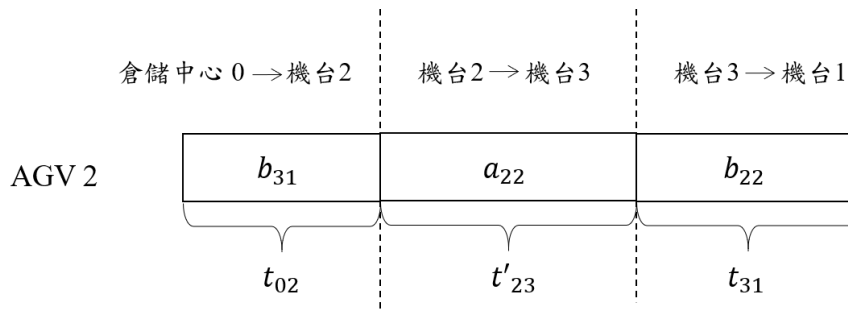 倉儲中心 0 → 機台2 機台2 → 機台3 機台3 → 機台1
AGV 2 b₃₁ a₂₂ b₂₂
t₀₂ t'₂₃ t₃₁